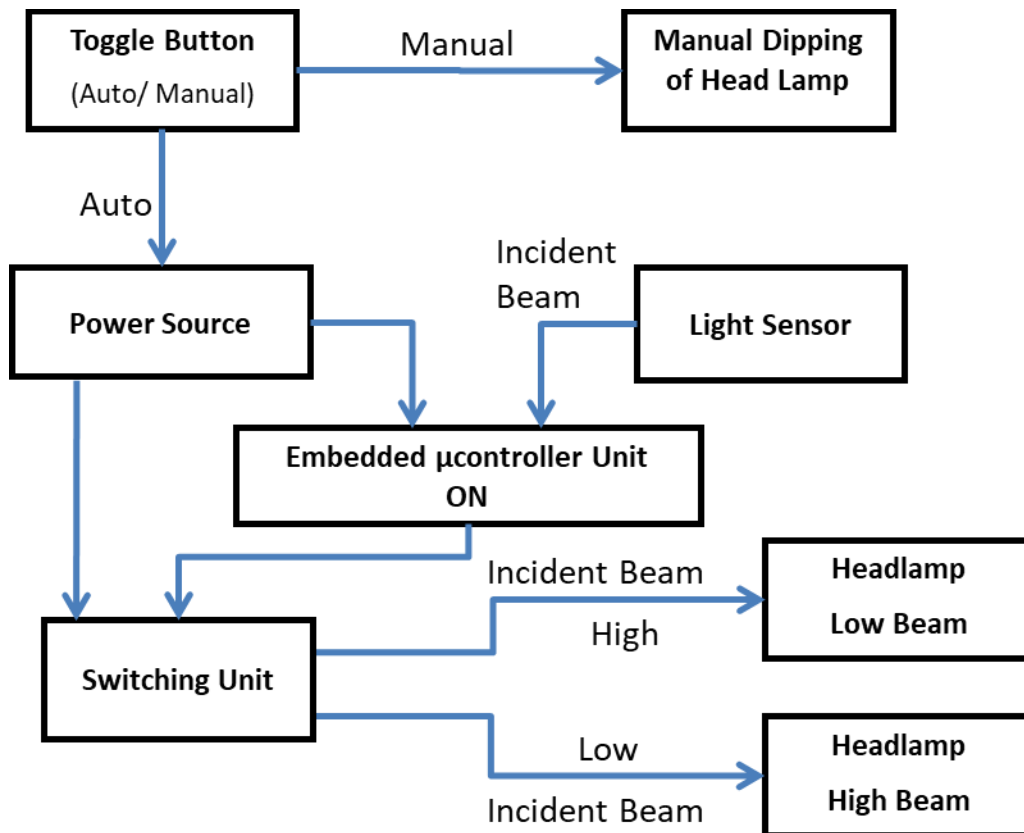 Toggle Button
(Auto/ Manual)
Manual
Manual Dipping
of Head Lamp
Auto
Power Source
Incident
Beam
Light Sensor
Embedded µcontroller Unit
ON
Switching Unit
Incident Beam
High
Headlamp
Low Beam
Low
Incident Beam
Headlamp
High Beam